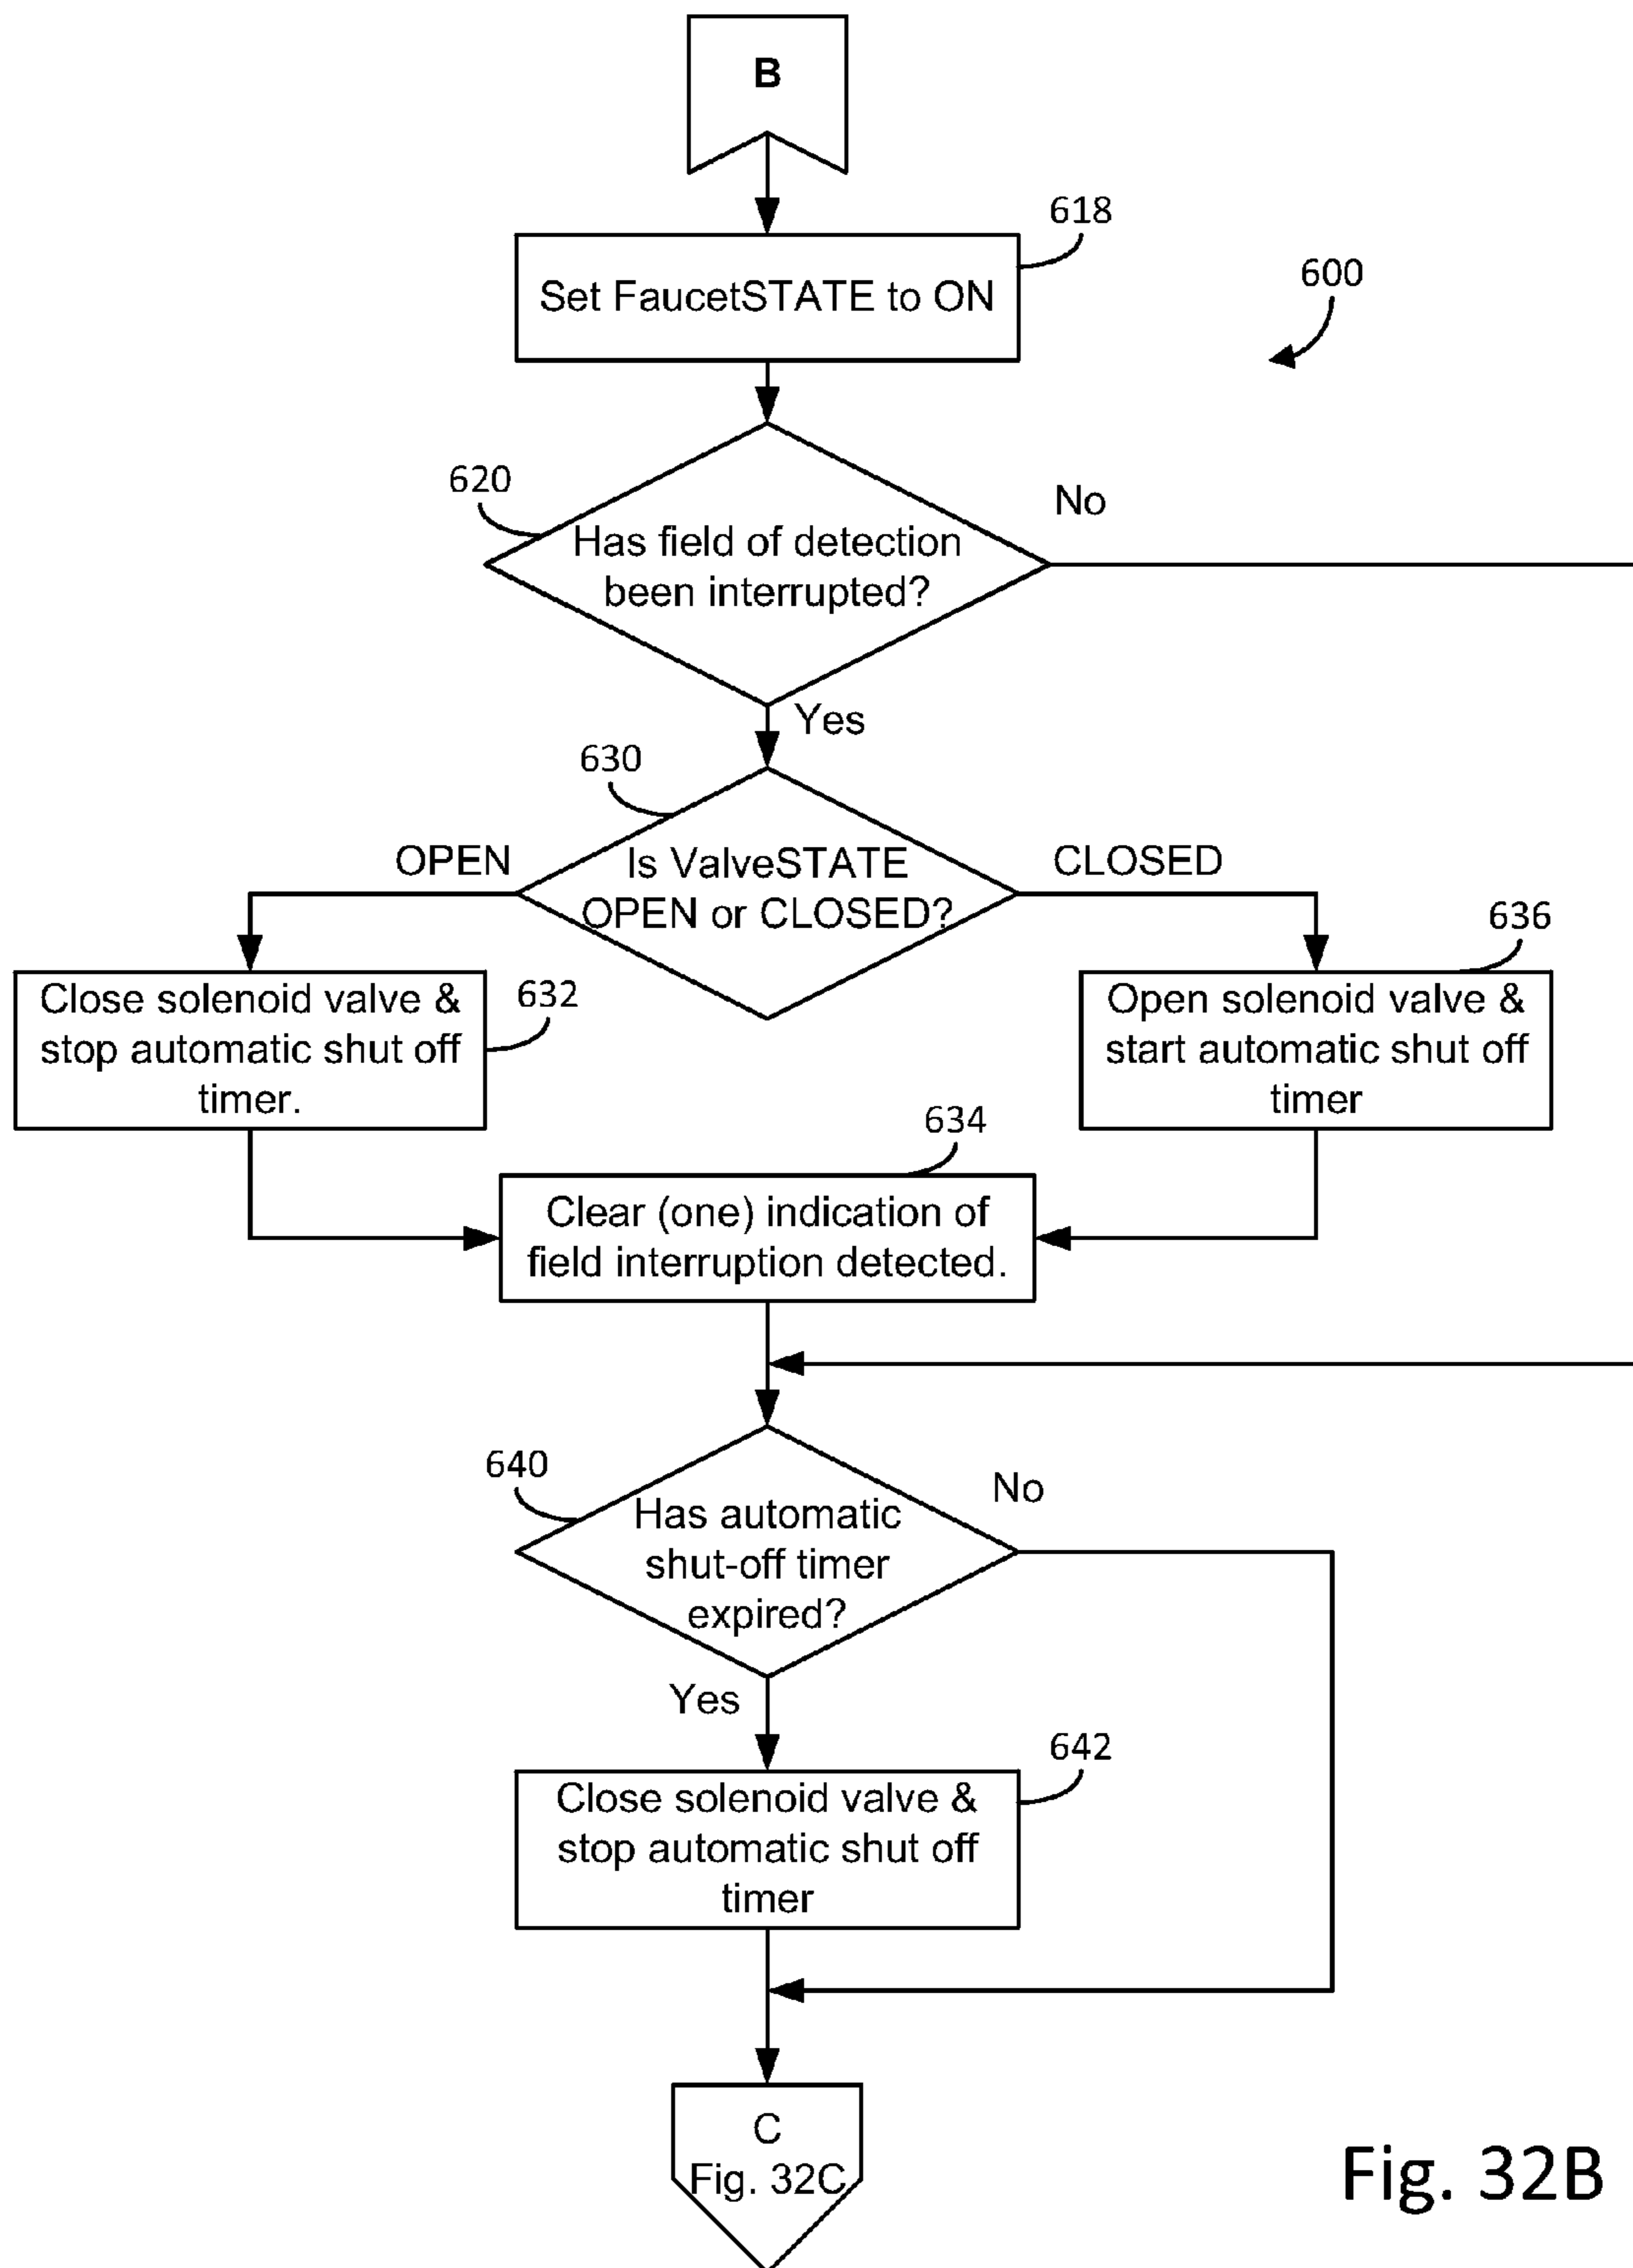 B
618
Set FaucetSTATE to ON
600
620
No
Has field of detection
been interrupted?
Yes
630
OPEN
Is ValveSTATE
OPEN or CLOSED?
CLOSED
636
Close solenoid valve &
stop automatic shut off
timer.
632
Open solenoid valve &
start automatic shut off
timer
634
Clear (one) indication of
field interruption detected.
640
No
Has automatic
shut-off timer
expired?
Yes
642
Close solenoid valve &
stop automatic shut off
timer
C
Fig. 32C
Fig. 32B